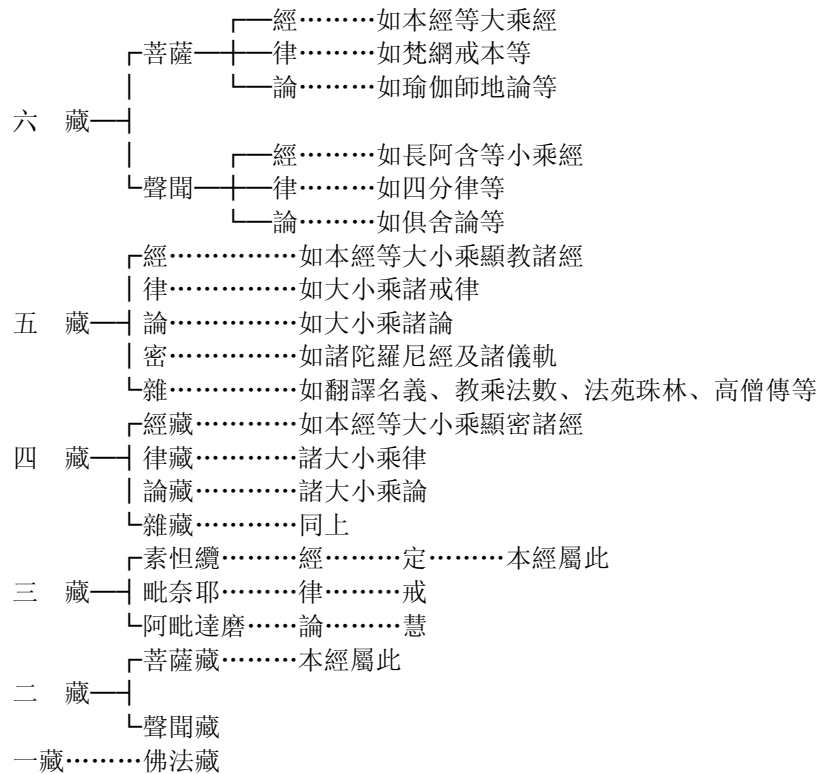 ┌—經………如本經等大乘經
┌菩薩—┼—律………如梵網戒本等
| └—論………如瑜伽師地論等
六　藏—┤
| ┌—經………如長阿含等小乘經
└聲聞—┼—律………如四分律等
└—論………如俱舍論等
┌經……………如本經等大小乘顯教諸經
|律……………如大小乘諸戒律
五　藏—┤論……………如大小乘諸論
|密……………如諸陀羅尼經及諸儀軌
└雜……………如翻譯名義、教乘法數、法苑珠林、高僧傳等
┌經藏…………如本經等大小乘顯密諸經
四　藏—┤律藏…………諸大小乘律
|論藏…………諸大小乘論
└雜藏…………同上
┌素怛纜………經………定………本經屬此
三　藏—┤毗奈耶………律………戒
└阿毗達磨……論………慧
┌菩薩藏………本經屬此
二　藏—┤
└聲聞藏
一藏………佛法藏